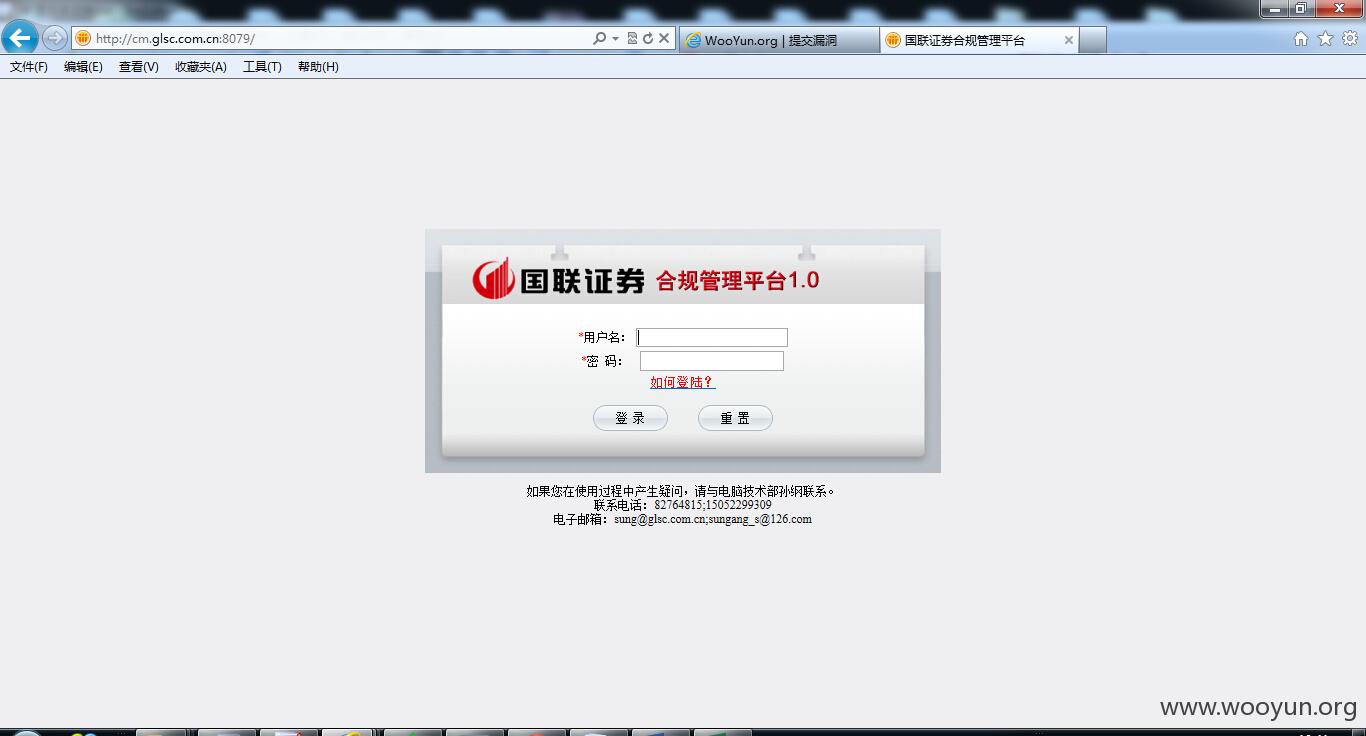 http://cm.glsc.com.cn:8079/
WooYun.org | 提交漏洞
国联证券合规管理平台
文件(F) 编辑(E) 查看(V) 收藏夹(A) 工具(T) 帮助(H)
国联证券 合规管理平台1.0
*用户名：
*密 码：
如何登陆？
登 录 重 置
如果您在使用过程中产生疑问，请与电脑技术部孙纲联系。
联系电话：82764815;15052299309
电子邮箱：sung@glsc.com.cn;sungang_s@126.com
www.wooyun.org